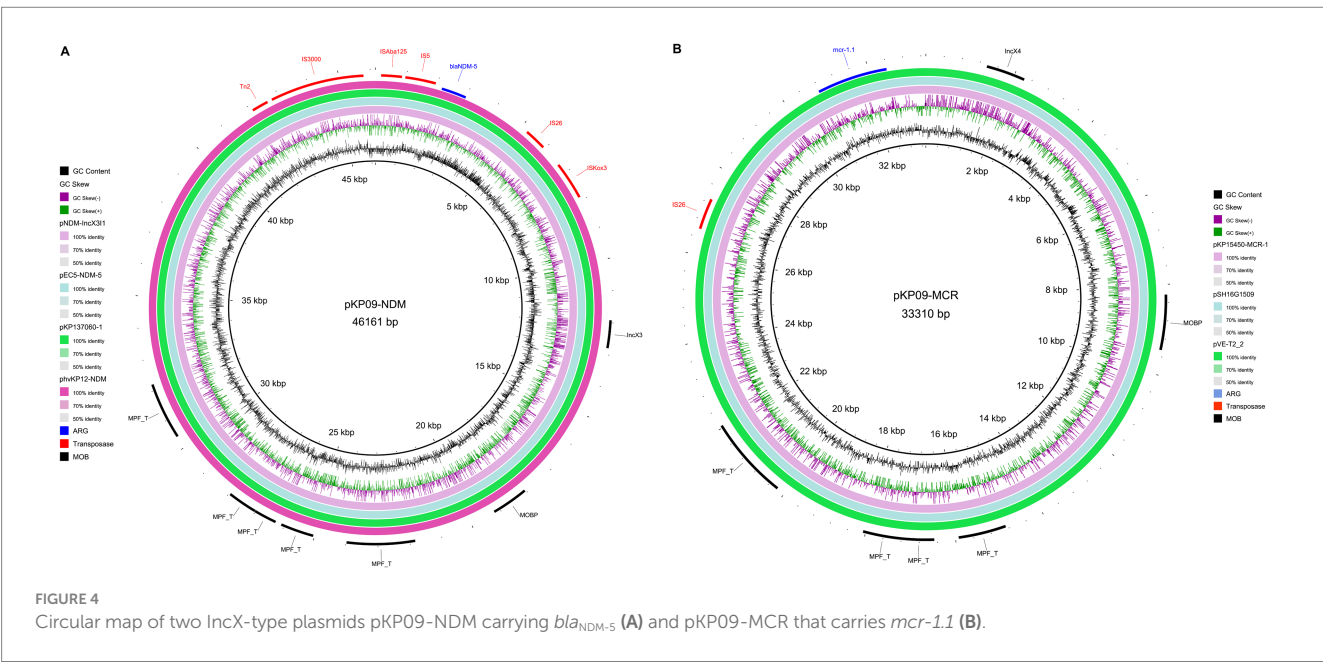 A
ISAba125
IS5
IS3000
blaNDM-5
Tn2
IS26
ISKox3
GC Content
GC Skew
GC Skew(-)
GC Skew(+)
pNDM-IncX3I1
100% identity
70% identity
50% identity
pEC5-NDM-5
100% identity
70% identity
50% identity
pKP137060-1
100% identity
70% identity
50% identity
phvKP12-NDM
100% identity
70% identity
50% identity
ARG
Transposase
MOB
45 kbp
5 kbp
40 kbp
10 kbp
35 kbp
pKP09-NDM
46161 bp
IncX3
15 kbp
30 kbp
25 kbp
20 kbp
MPF_T
MPF_T
MPF_T
MPF_T
MPF_T
MOBP
B
mcr-1.1
IncX4
IS26
32 kbp
2 kbp
30 kbp
4 kbp
28 kbp
6 kbp
26 kbp
8 kbp
pKP09-MCR
33310 bp
24 kbp
10 kbp
22 kbp
12 kbp
20 kbp
14 kbp
18 kbp
16 kbp
MOBP
MPF_T
MPF_T
MPF_T
MPF_T
GC Content
GC Skew
GC Skew(-)
GC Skew(+)
pKP15450-MCR-1
100% identity
70% identity
50% identity
pSH16G1509
100% identity
70% identity
50% identity
pVE-T2_2
100% identity
70% identity
50% identity
ARG
Transposase
MOB
FIGURE 4
Circular map of two IncX-type plasmids pKP09-NDM carrying blaNDM-5 (A) and pKP09-MCR that carries mcr-1.1 (B).